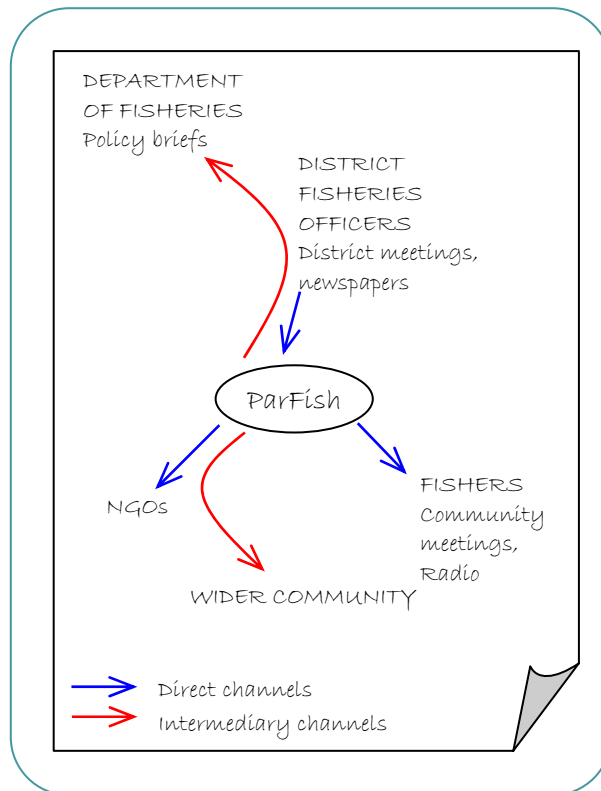 DEPARTMENT
OF FISHERIES
Policy briefs
DISTRICT
FISHERIES
OFFICERS
District meetings,
newspapers
ParFish
NGOs
FISHERS
Community
meetings,
Radio
WIDER COMMUNITY
Direct channels
Intermediary channels